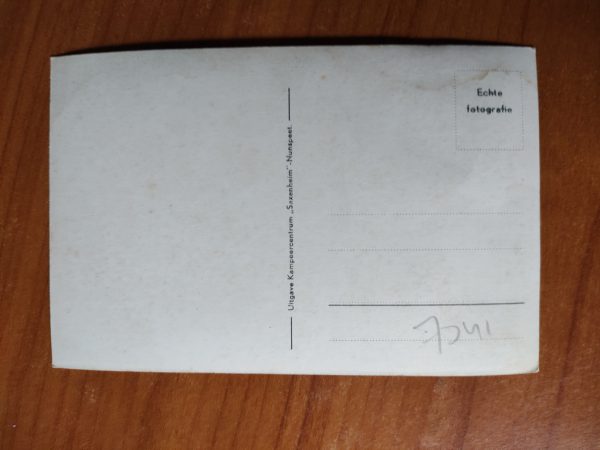 Echte
fotografie
Uitgave Kampeercentrum „Saxenheim"-Nunspeet.